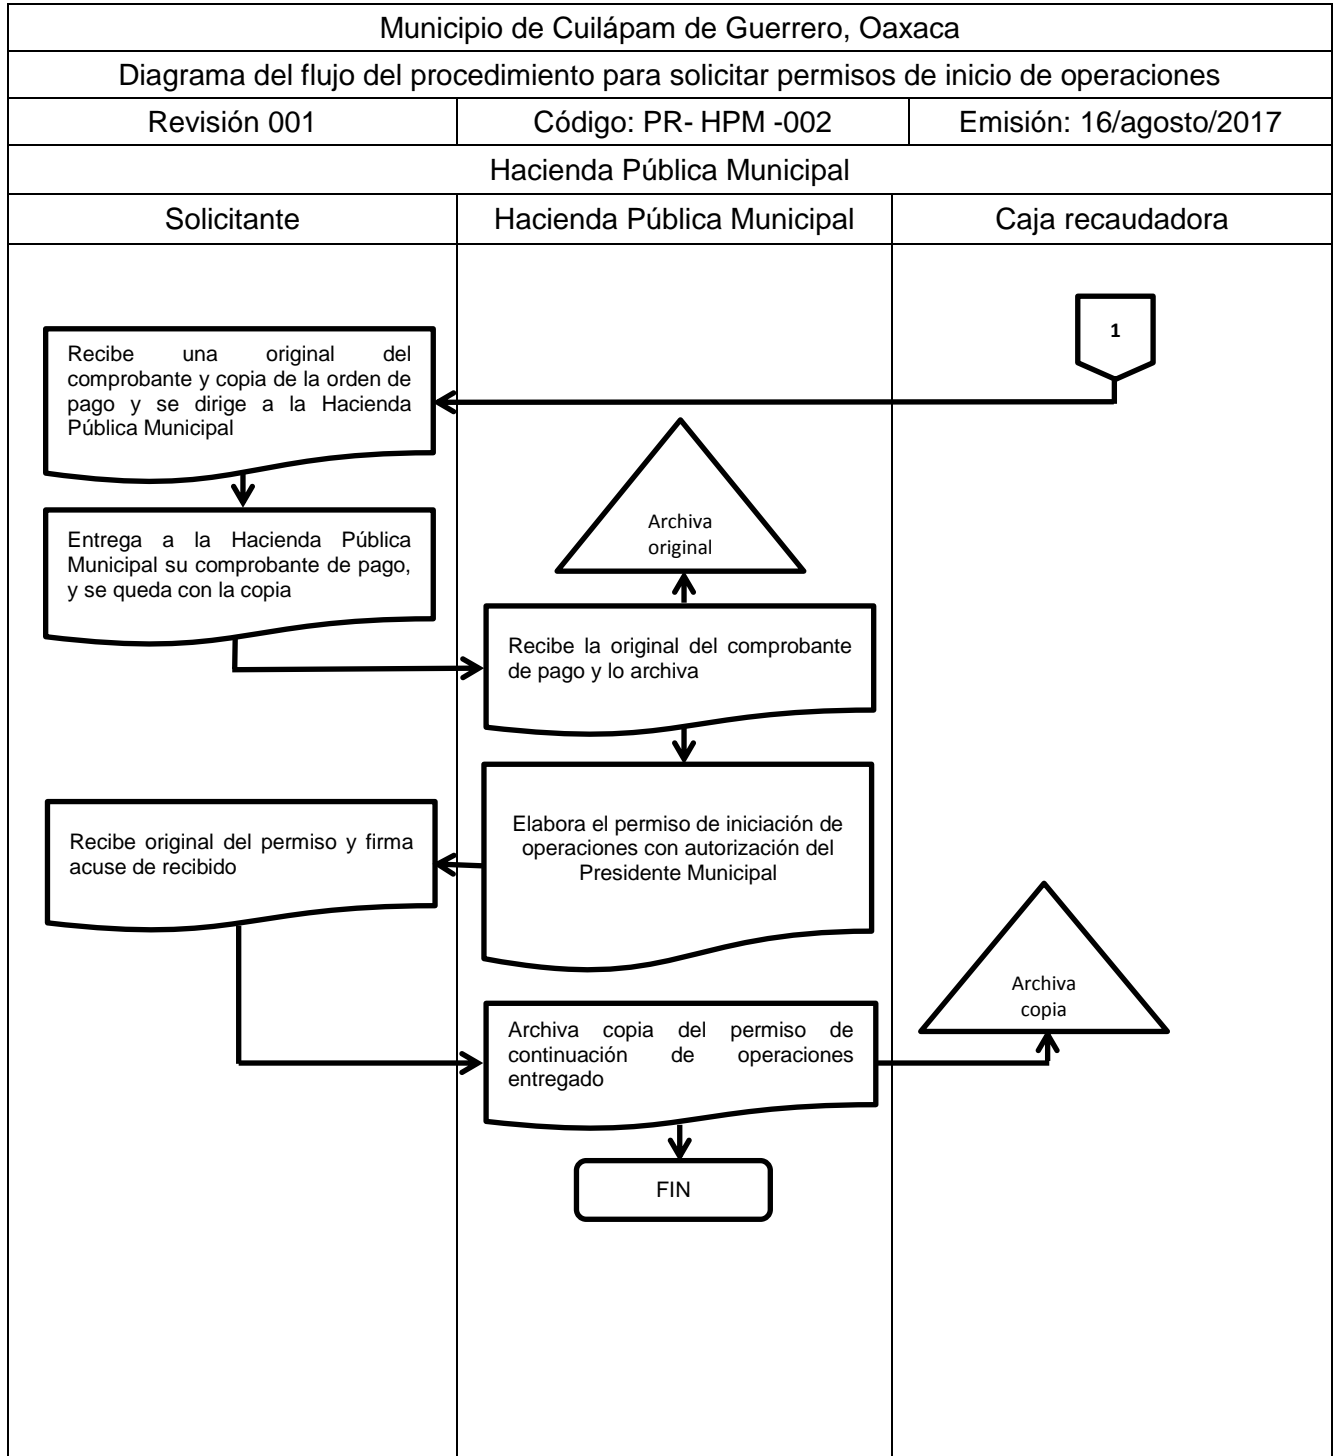 Municipio de Cuilápam de Guerrero, Oaxaca
Diagrama del flujo del procedimiento para solicitar permisos de inicio de operaciones
Revisión 001
Código: PR- HPM -002
Emisión: 16/agosto/2017
Hacienda Pública Municipal
Solicitante
Hacienda Pública Municipal
Caja recaudadora
1
Recibe una original del
comprobante y copia de la orden de
pago y se dirige a la Hacienda
Pública Municipal
Archiva
original
Entrega a la Hacienda Pública
Municipal su comprobante de pago,
y se queda con la copia
Recibe la original del comprobante
de pago y lo archiva
Elabora el permiso de iniciación de
operaciones con autorización del
Presidente Municipal
Recibe original del permiso y firma
acuse de recibido
Archiva
copia
Archiva copia del permiso de
continuación de operaciones
entregado
FIN